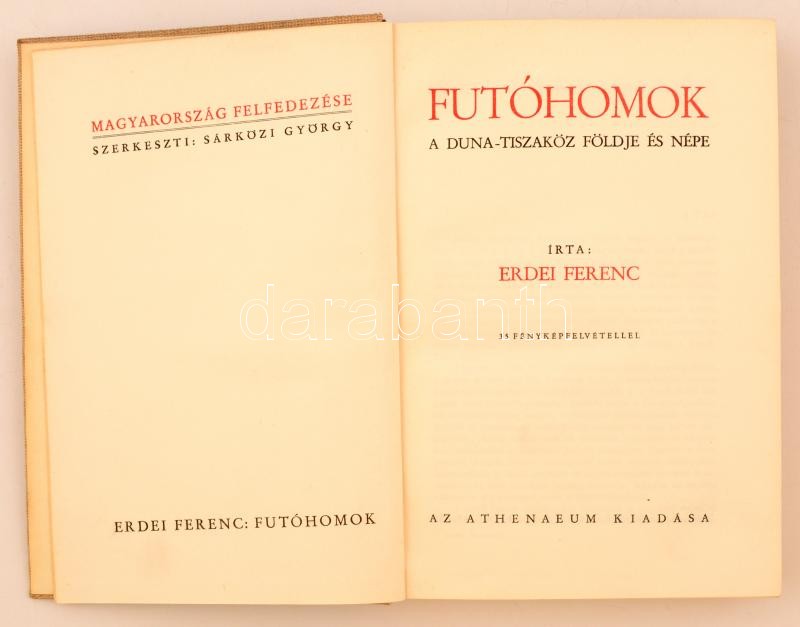 MAGYARORSZÁG FELFEDEZÉSE
SZERKESZTI: SÁRKÖZI GYÖRGY
ERDEI FERENC: FUTÓHOMOK
FUTÓHOMOK
A DUNA-TISZAKÖZ FÖLDJE ÉS NÉPE
ÍRTA:
ERDEI FERENC
35 FÉNYKÉPFELVÉTELLEL
AZ ATHENAEUM KIADÁSA
darabanth